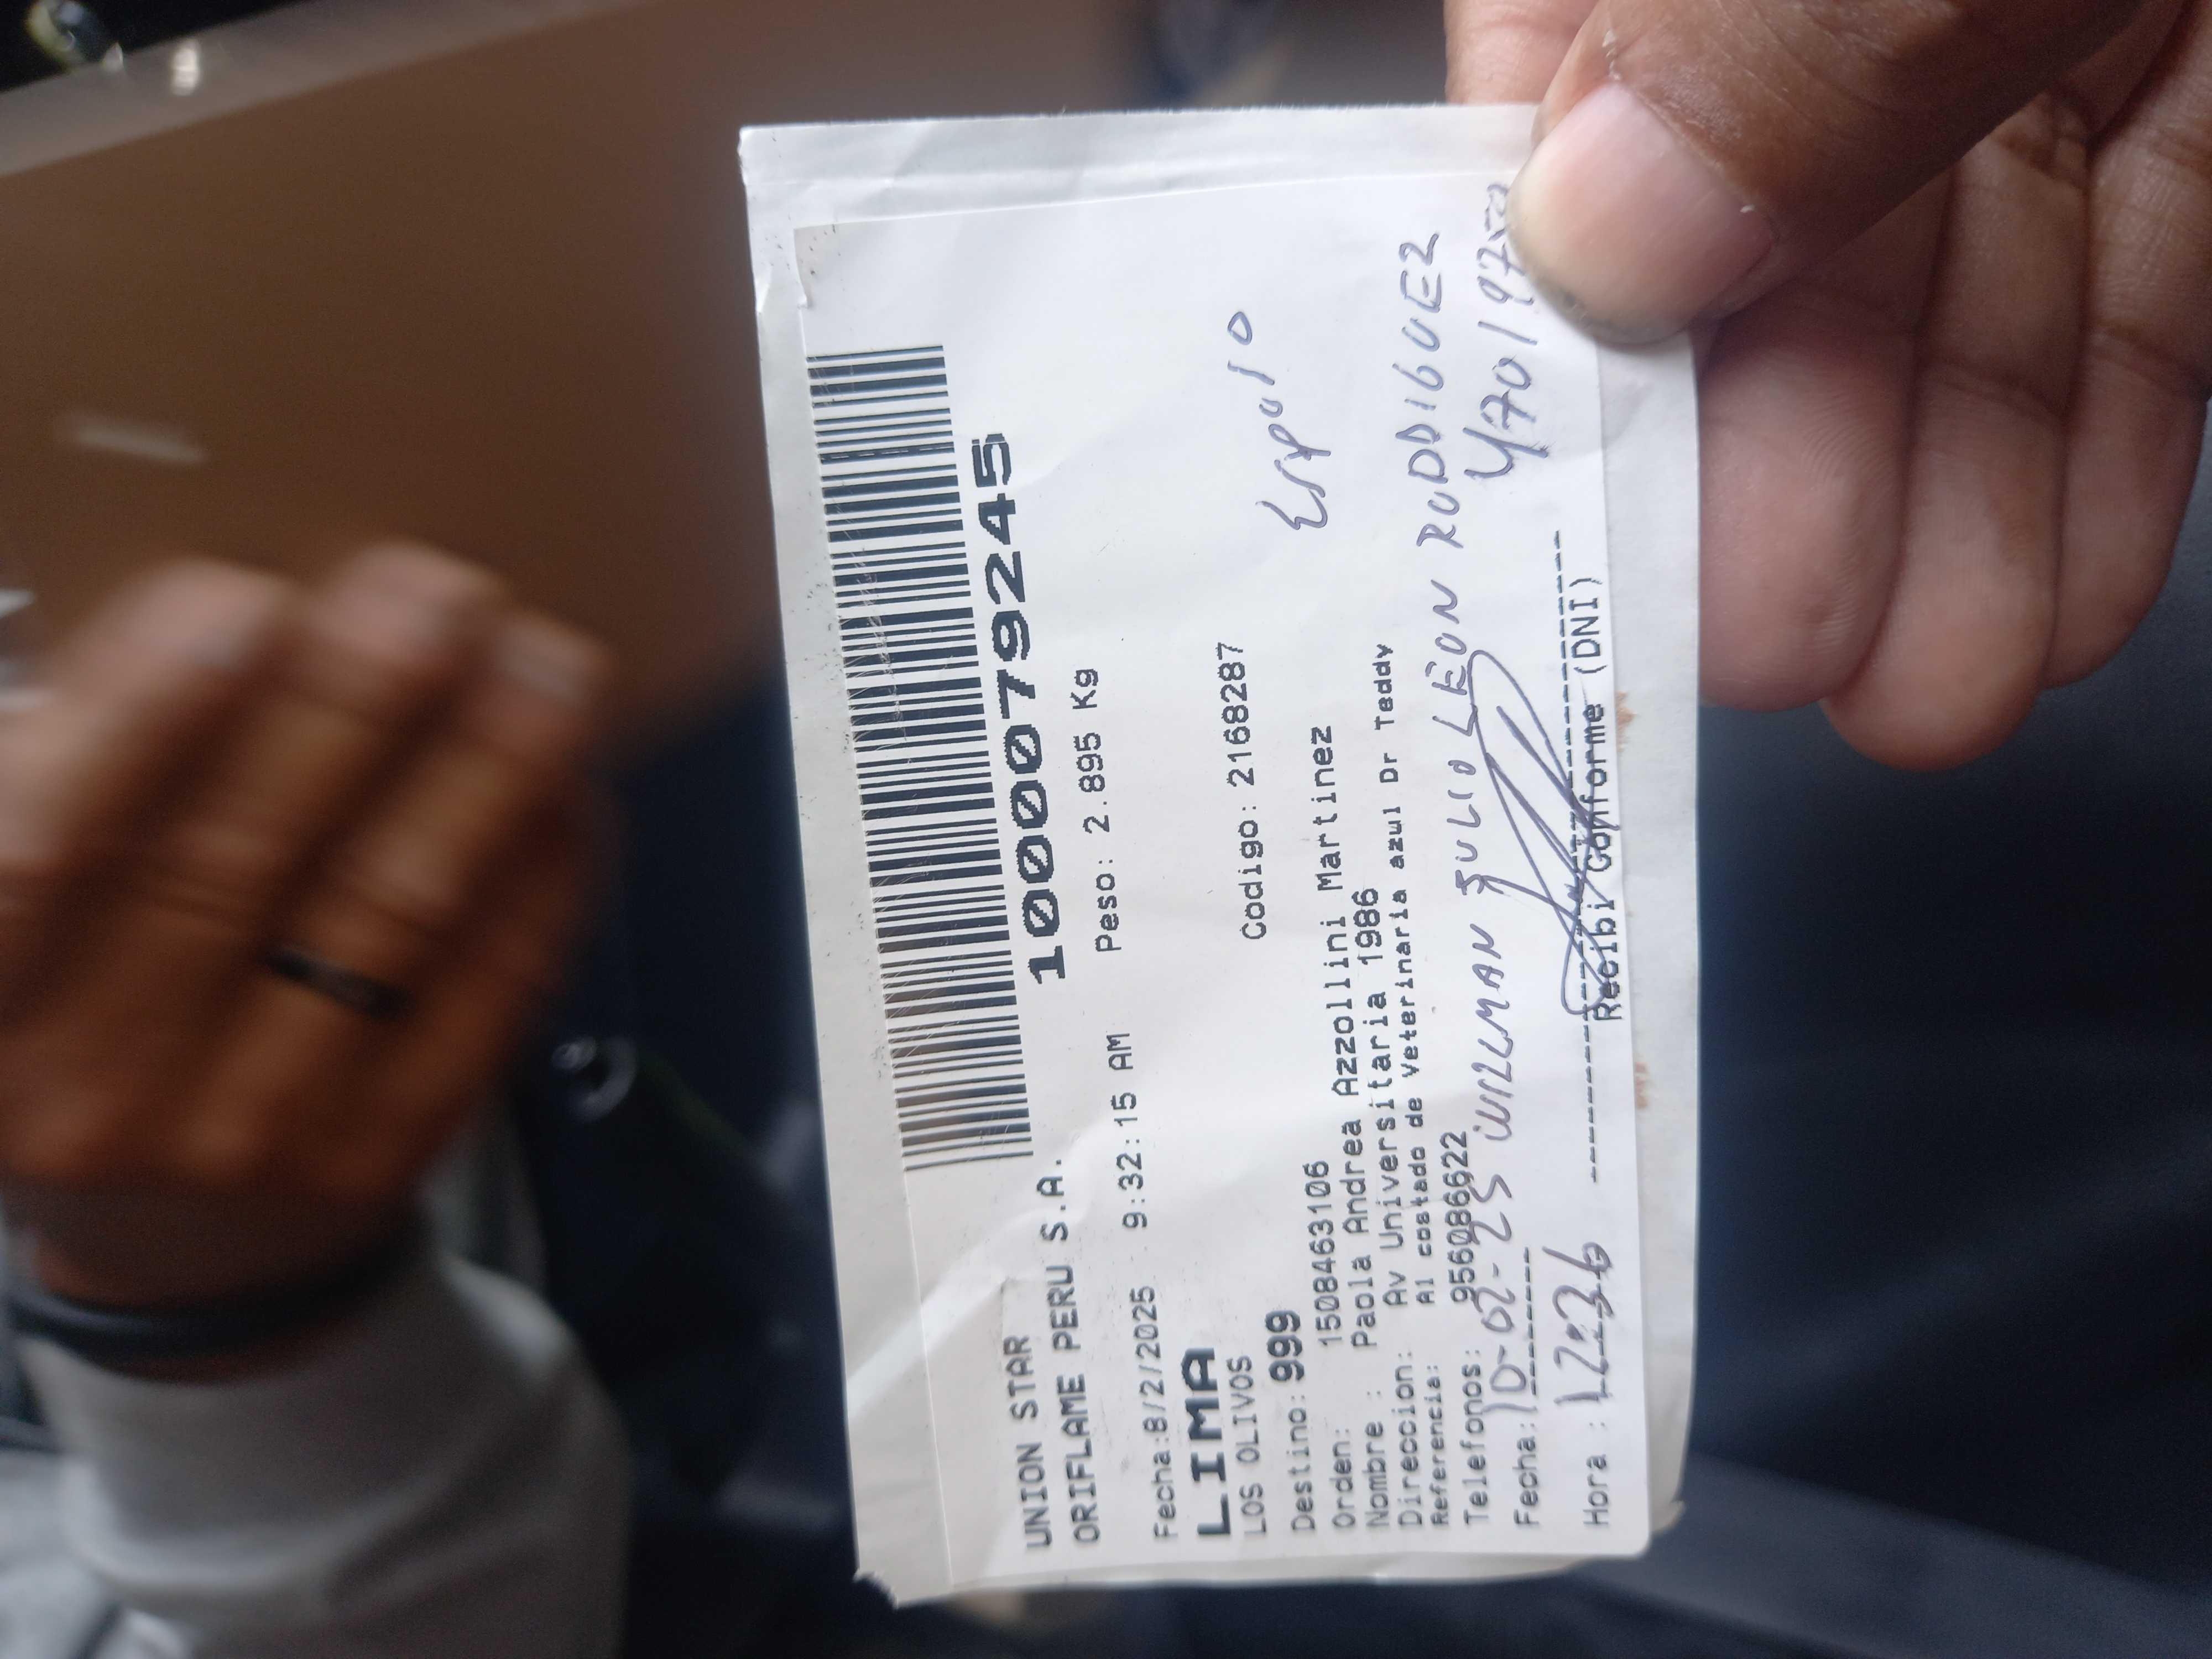 1000079245
UNION STAR
ORIFLAME PERU S.A.
Fecha:8/2/2025 9:32:15 AM Peso: 2.895 Kg
LIMA
LOS OLIVOS
Codigo: 2168287
Destino: 999
Orden: 1508463106
Nombre : Paola Andrea Azzollini Martinez
Direccion: Av Universitaria 1986
Referencia: Al costado de Veterinaria azul Dr Teddy
Telefonos: 956086622
Fecha: 10-02-25 WILLMAN JULIO LEON RODDIGUEZ
Hora : 12:36
Recibi Conforme (DNI)